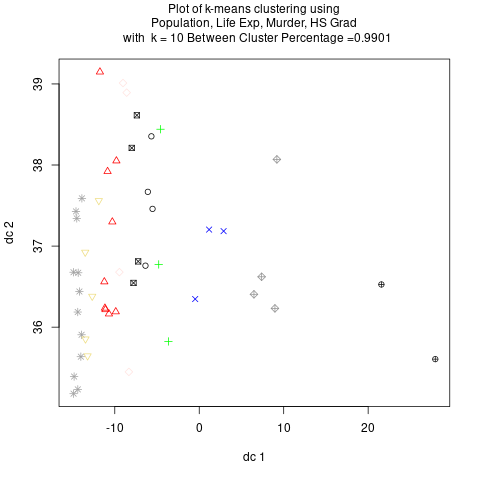 Plot of k-means clustering using
Population, Life Exp, Murder, HS Grad
with k = 10 Between Cluster Percentage =0.9901
39
38
37
36
dc 2
-10 0 10 20
dc 1